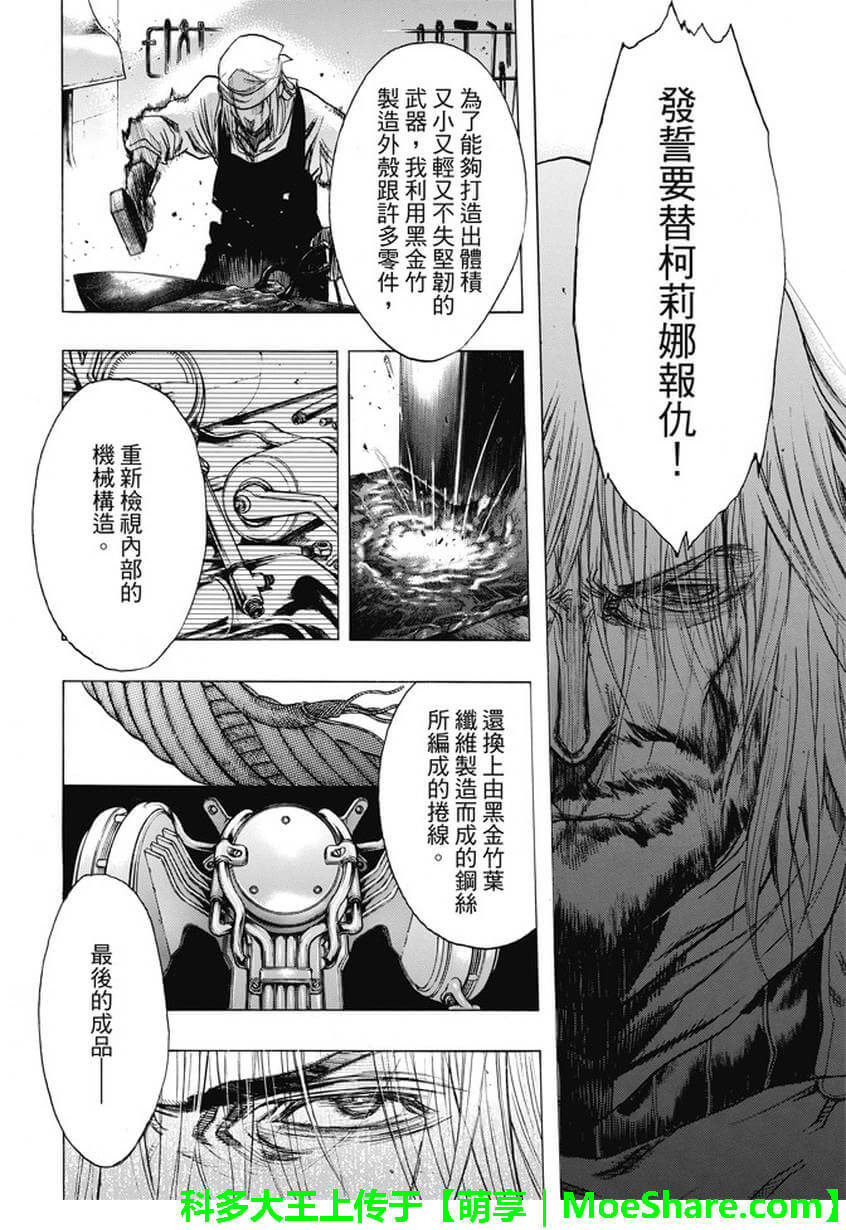 發誓要替柯莉娜報仇！
為了能夠打造出體積
又小又輕又不失堅韌的
武器，我利用黑金竹
製造外殼跟許多零件，
重新檢視內部的
機械構造。
還換上由黑金竹葉
纖維製造而成的鋼絲
所編成的捲線。
最後的成品——
科多大王上传于【萌享｜MoeShare.com】